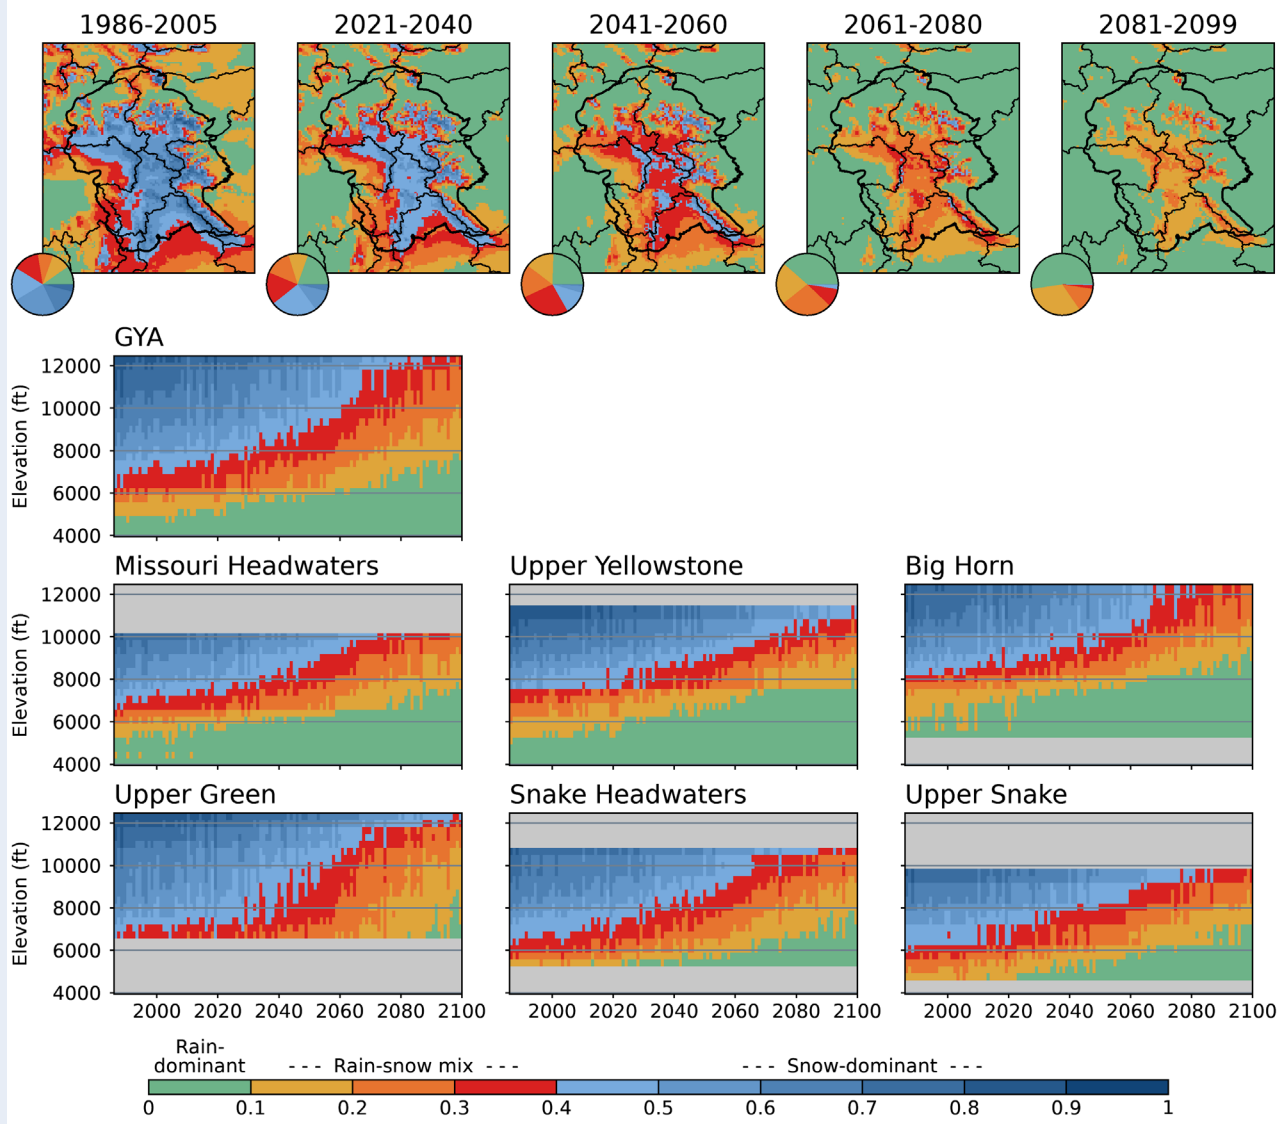 1986-2005 2021-2040 2041-2060 2061-2080 2081-2099
GYA
12000
10000
8000
6000
4000
Elevation (ft)
Missouri Headwaters Upper Yellowstone Big Horn
12000
10000
8000
6000
4000
Elevation (ft)
Upper Green Snake Headwaters Upper Snake
12000
10000
8000
6000
4000
Elevation (ft)
2000 2020 2040 2060 2080 2100 2000 2020 2040 2060 2080 2100 2000 2020 2040 2060 2080 2100
Rain-
dominant - - - Rain-snow mix - - - - - - Snow-dominant - - -
0 0.1 0.2 0.3 0.4 0.5 0.6 0.7 0.8 0.9 1